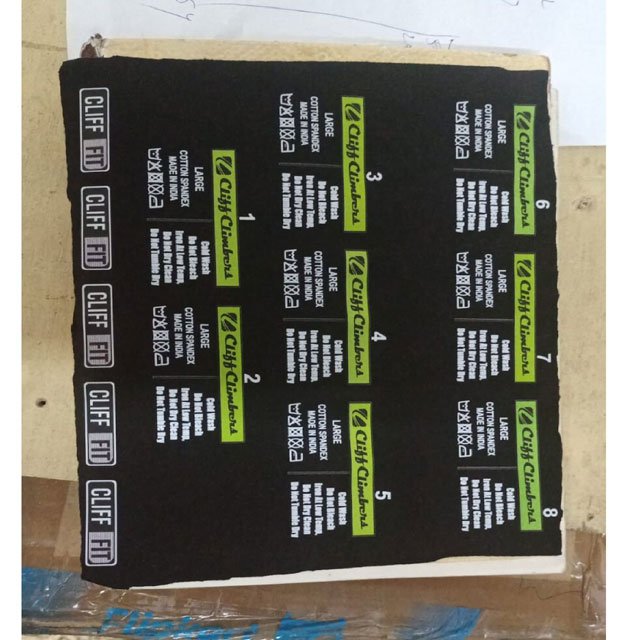 6
Cliff Climbers
LARGE
COTTON SPANDEX
MADE IN INDIA
Cold Wash
Do Not Bleach
Iron At Low Temp,
Do Not Dry Clean
Do Not Tumble Dry
7
Cliff Climbers
LARGE
COTTON SPANDEX
MADE IN INDIA
Cold Wash
Do Not Bleach
Iron At Low Temp,
Do Not Dry Clean
Do Not Tumble Dry
8
Cliff Climbers
LARGE
COTTON SPANDEX
MADE IN INDIA
Cold Wash
Do Not Bleach
Iron At Low Temp,
Do Not Dry Clean
Do Not Tumble Dry
3
Cliff Climbers
LARGE
COTTON SPANDEX
MADE IN INDIA
Cold Wash
Do Not Bleach
Iron At Low Temp,
Do Not Dry Clean
Do Not Tumble Dry
4
Cliff Climbers
LARGE
COTTON SPANDEX
MADE IN INDIA
Cold Wash
Do Not Bleach
Iron At Low Temp,
Do Not Dry Clean
Do Not Tumble Dry
5
Cliff Climbers
LARGE
COTTON SPANDEX
MADE IN INDIA
Cold Wash
Do Not Bleach
Iron At Low Temp,
Do Not Dry Clean
Do Not Tumble Dry
1
Cliff Climbers
LARGE
COTTON SPANDEX
MADE IN INDIA
Cold Wash
Do Not Bleach
Iron At Low Temp,
Do Not Dry Clean
Do Not Tumble Dry
2
Cliff Climbers
LARGE
COTTON SPANDEX
MADE IN INDIA
Cold Wash
Do Not Bleach
Iron At Low Temp,
Do Not Dry Clean
Do Not Tumble Dry
CLIFF FIT
CLIFF FIT
CLIFF FIT
CLIFF FIT
CLIFF FIT